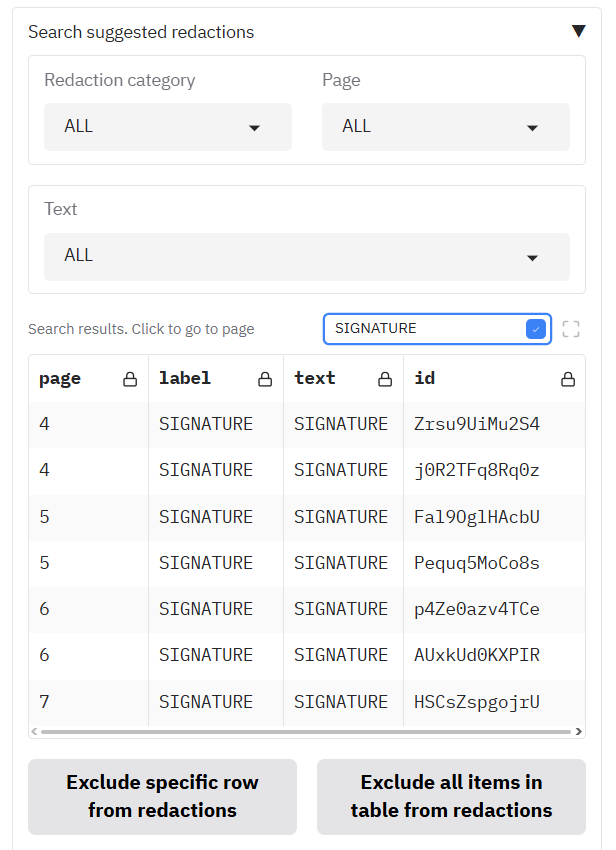 Search suggested redactions ▼
Redaction category Page
ALL ALL
Text
ALL
Search results. Click to go to page SIGNATURE
page label text id
4 SIGNATURE SIGNATURE Zrsu9UiMu2S4
4 SIGNATURE SIGNATURE j0R2TFq8Rq0z
5 SIGNATURE SIGNATURE Fal9OglHAcbU
5 SIGNATURE SIGNATURE Pequq5MoCo8s
6 SIGNATURE SIGNATURE p4Ze0azv4TCe
6 SIGNATURE SIGNATURE AUxkUd0KXPIR
7 SIGNATURE SIGNATURE HSCsZspgojrU
Exclude specific row Exclude all items in
from redactions table from redactions